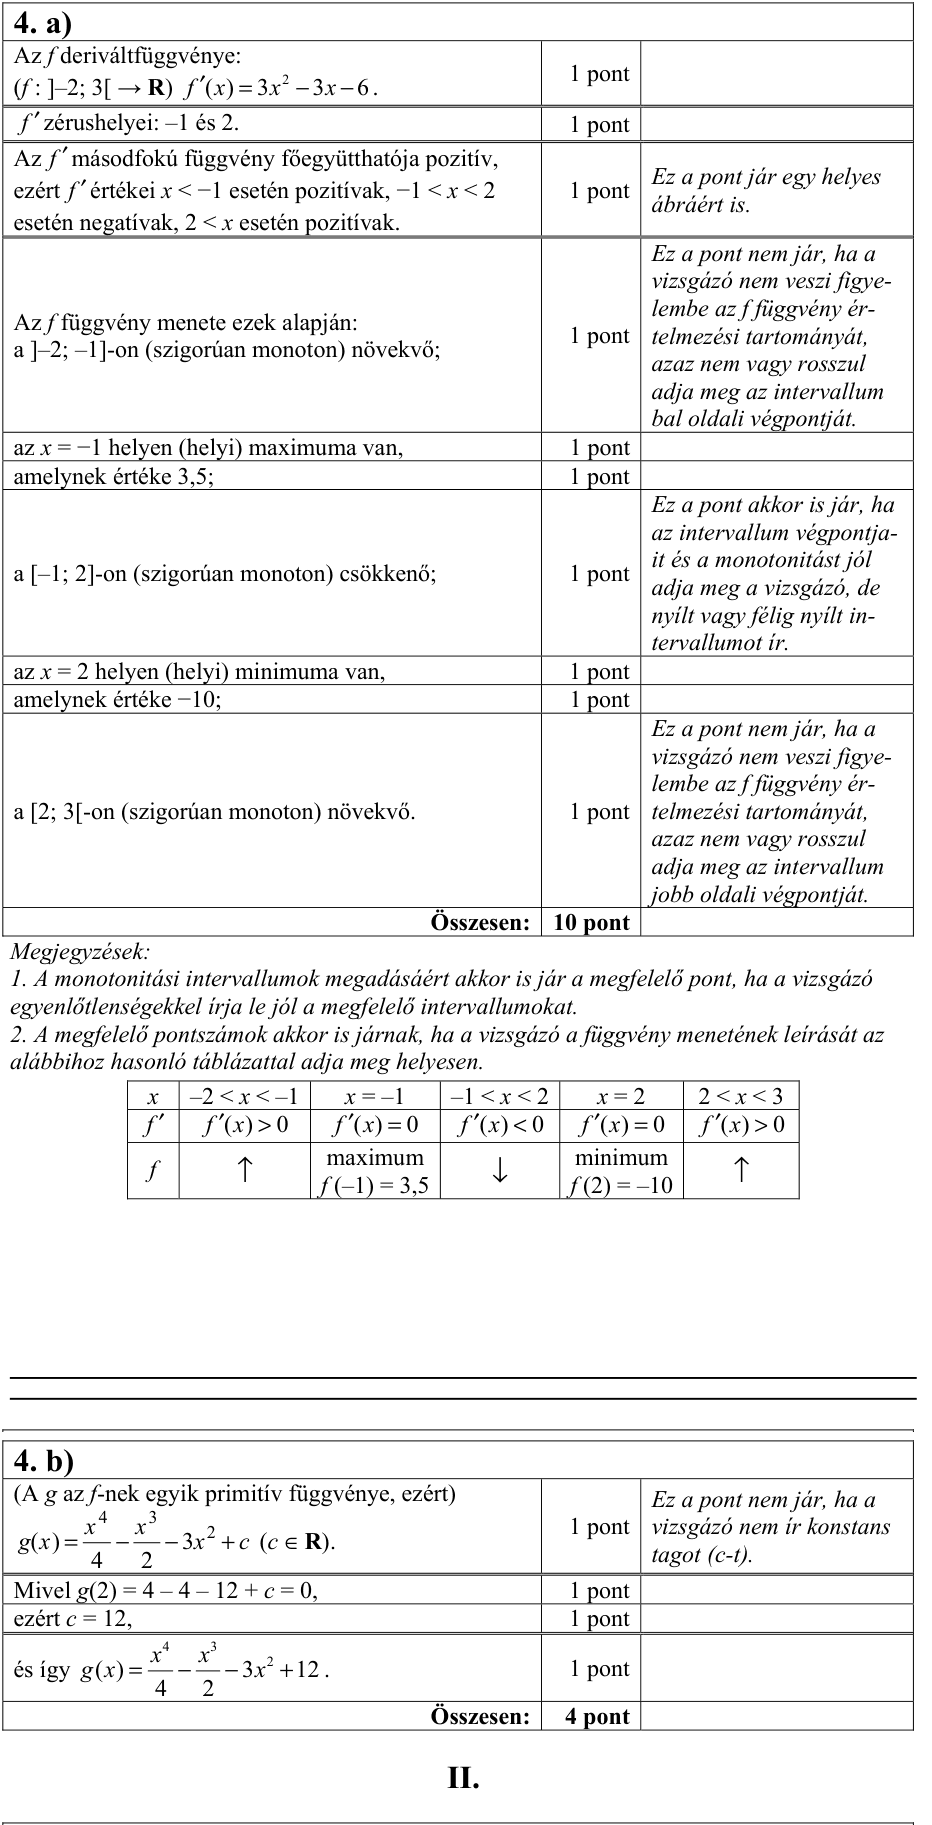 4. a)
Az f deriváltfüggvénye:
(f : ]–2; 3[ → R) f′(x) = 3x² − 3x − 6.
1 pont
f′ zérushelyei: –1 és 2.
1 pont
Az f′ másodfokú függvény főegyütthatója pozitív,
ezért f′ értékei x < −1 esetén pozitívak, −1 < x < 2
esetén negatívak, 2 < x esetén pozitívak.
1 pont
Ez a pont jár egy helyes
ábráért is.
Az f függvény menete ezek alapján:
a ]–2; –1]-on (szigorúan monoton) növekvő;
1 pont
Ez a pont nem jár, ha a
vizsgázó nem veszi figye-
lembe az f függvény ér-
telmezési tartományát,
azaz nem vagy rosszul
adja meg az intervallum
bal oldali végpontját.
az x = −1 helyen (helyi) maximuma van,
1 pont
amelynek értéke 3,5;
1 pont
a [–1; 2]-on (szigorúan monoton) csökkenő;
1 pont
Ez a pont akkor is jár, ha
az intervallum végpontja-
it és a monotonitást jól
adja meg a vizsgázó, de
nyílt vagy félig nyílt in-
tervallumot ír.
az x = 2 helyen (helyi) minimuma van,
1 pont
amelynek értéke −10;
1 pont
a [2; 3[-on (szigorúan monoton) növekvő.
1 pont
Ez a pont nem jár, ha a
vizsgázó nem veszi figye-
lembe az f függvény ér-
telmezési tartományát,
azaz nem vagy rosszul
adja meg az intervallum
jobb oldali végpontját.
Összesen: 10 pont
Megjegyzések:
1. A monotonitási intervallumok megadásáért akkor is jár a megfelelő pont, ha a vizsgázó
egyenlőtlenségekkel írja le jól a megfelelő intervallumokat.
2. A megfelelő pontszámok akkor is járnak, ha a vizsgázó a függvény menetének leírását az
alábbihoz hasonló táblázattal adja meg helyesen.
x –2 < x < –1 x = –1 –1 < x < 2 x = 2 2 < x < 3
f′ f′(x) > 0 f′(x) = 0 f′(x) < 0 f′(x) = 0 f′(x) > 0
f ↑ maximum ↓ minimum ↑
f (–1) = 3,5 f (2) = –10
4. b)
(A g az f-nek egyik primitív függvénye, ezért)
g(x) = x⁴/4 − x³/2 − 3x² + c (c ∈ R).
1 pont
Ez a pont nem jár, ha a
vizsgázó nem ír konstans
tagot (c-t).
Mivel g(2) = 4 – 4 – 12 + c = 0,
1 pont
ezért c = 12,
1 pont
és így g(x) = x⁴/4 − x³/2 − 3x² + 12.
1 pont
Összesen: 4 pont
II.